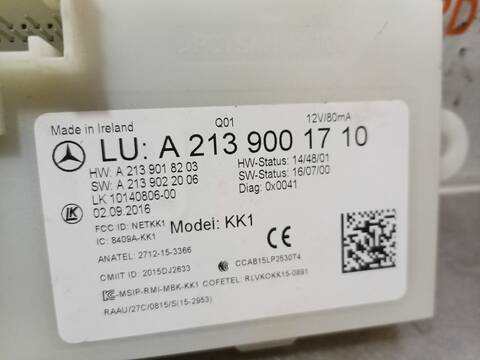 Made in Ireland Q01 12V/80mA
LU: A 213 900 17 10
HW: A 213 901 82 03 HW-Status: 14/48/01
SW: A 213 902 20 06 SW-Status: 16/07/00
LK 10140806-00 Diag: 0x0041
LK 02.09.2016
FCC ID: NETKK1 Model: KK1
IC: 8409A-KK1
ANATEL: 2712-15-3366
CMIIT ID: 2015DJ2633 CCAB15LP2530T4
MSIP-RMI-MBK-KK1 COFETEL: RLVKOKK15-0891
RAAU/27C/0815/S(15-2953)